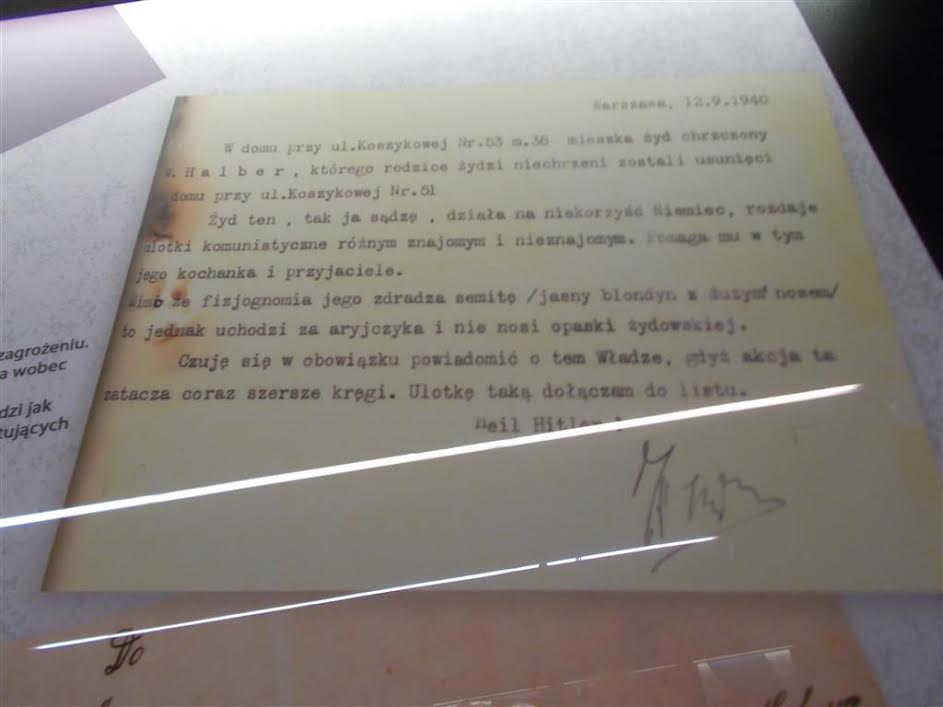 Warszawa, 12.9.1940
W domu przy ul.Koszykowej Nr.53 m.36 mieszka żyd chrzczony
H a l b e r , którego rodzice żydzi niechrzeni zostali usunięci
domu przy ul.Koszykowej Nr.51
Żyd ten , tak ja sądzę , działa na niekorzyść Niemiec, rozdaje
ulotki komunistyczne różnym znajomym i nieznajomym. Pomaga mu w tym
jego kochanka i przyjaciele.
Mimo że fizjognomia jego zdradza semitę /jasny blondyn z dużym nosem/
to jednak uchodzi za aryjczyka i nie nosi opaski żydowskiej.
Czuję się w obowiązku powiadomić o tem Władze, gdyż akcja ta
zatacza coraz szersze kręgi. Ulotkę taką dołączam do listu.
Heil Hitler !
zagrożeniu.
a wobec
dzi jak
tujących
Do